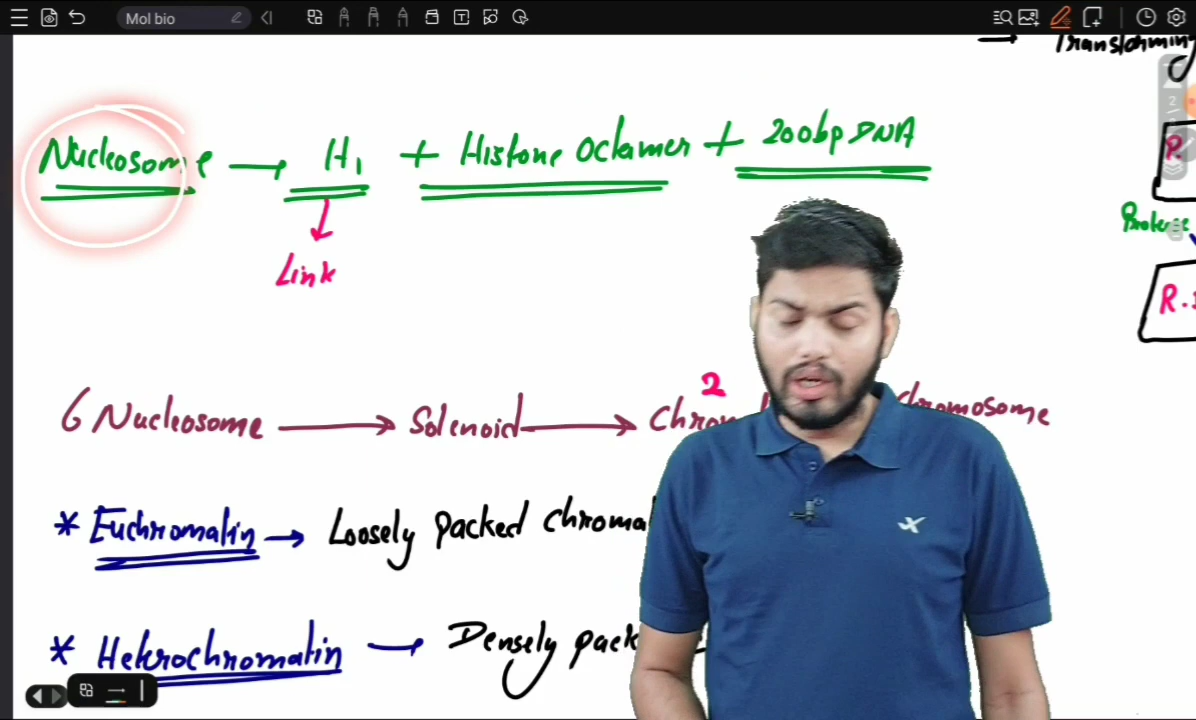 Mol bio
Transforming
Nucleosome → H1 + Histone Octamer + 200bp DNA
Link
2
6 Nucleosome → Solenoid → Chrom chromosome
* Euchromatin → Loosely packed chroma
* Heterochromatin → Densely pack
R
R.